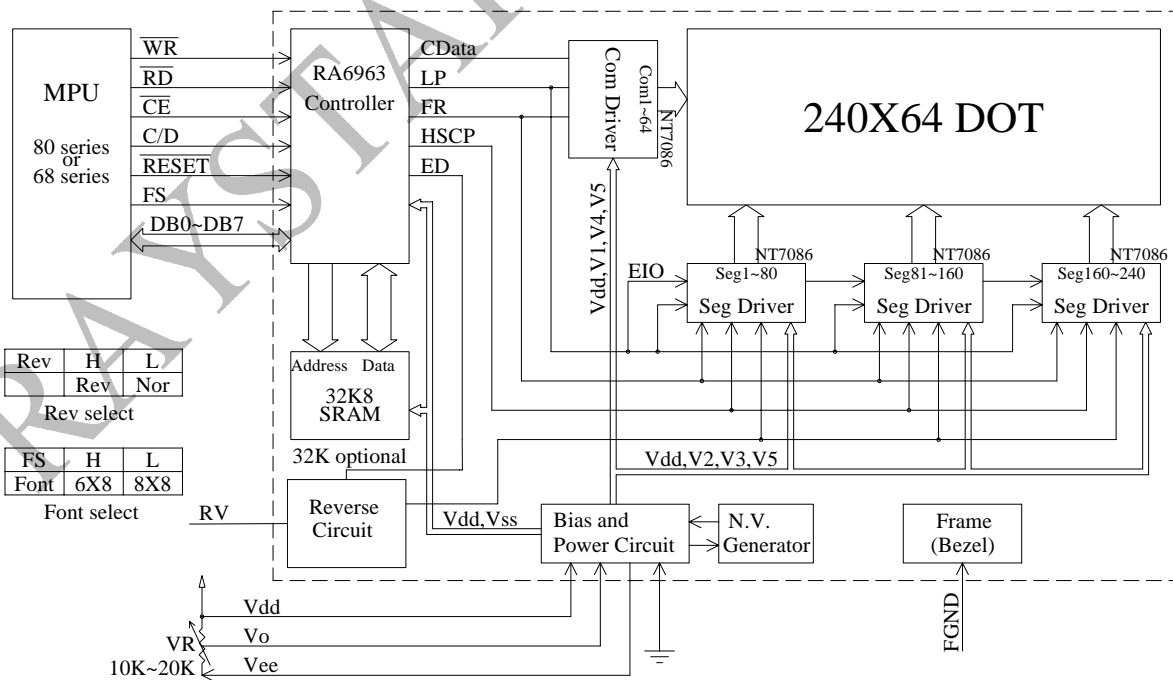 RAYSTAR
MPU
80 series
or
68 series
WR
RD
CE
C/D
RESET
FS
DB0~DB7
RA6963
Controller
CData
LP
FR
HSCP
ED
Com Driver
Com1~64
NT7086
240X64 DOT
Vdd,V1,V4,V5
EIO
NT7086
Seg1~80
Seg Driver
NT7086
Seg81~160
Seg Driver
NT7086
Seg160~240
Seg Driver
Address Data
32K8
SRAM
32K optional
Rev H L
Rev Nor
Rev select
FS H L
Font 6X8 8X8
Font select
RV
Reverse
Circuit
Vdd,Vss
Vdd,V2,V3,V5
Bias and
Power Circuit
N.V.
Generator
Frame
(Bezel)
FGND
Vdd
Vo
Vee
VR
10K~20K